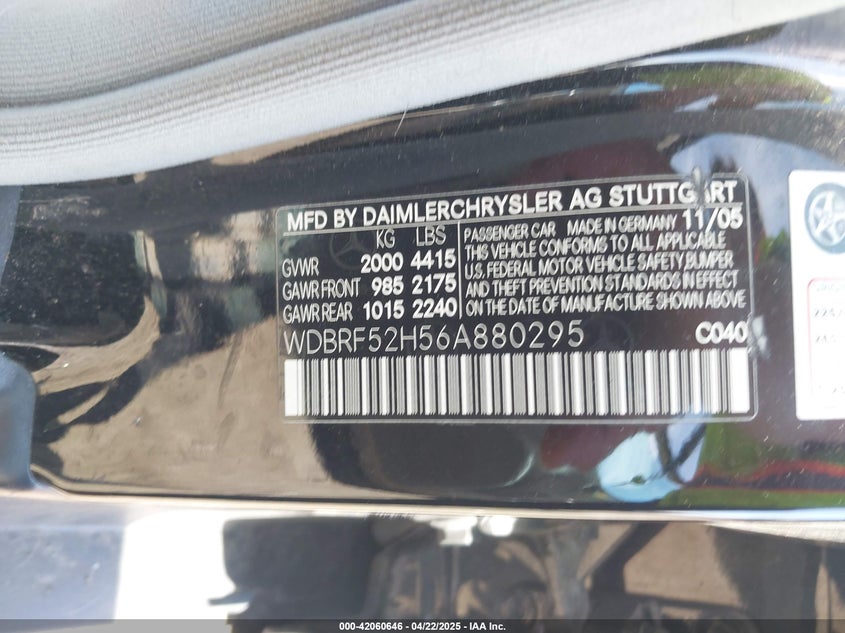 MFD BY DAIMLERCHRYSLER AG STUTTGART
KG LBS
GVWR 2000 4415
GAWR FRONT 985 2175
GAWR REAR 1015 2240
PASSENGER CAR MADE IN GERMANY 11/05
THIS VEHICLE CONFORMS TO ALL APPLICABLE
U.S. FEDERAL MOTOR VEHICLE SAFETY, BUMPER
AND THEFT PREVENTION STANDARDS IN EFFECT
ON THE DATE OF MANUFACTURE SHOWN ABOVE
WDBRF52H56A880295 C040
000-42060646 - 04/22/2025 - IAA Inc.